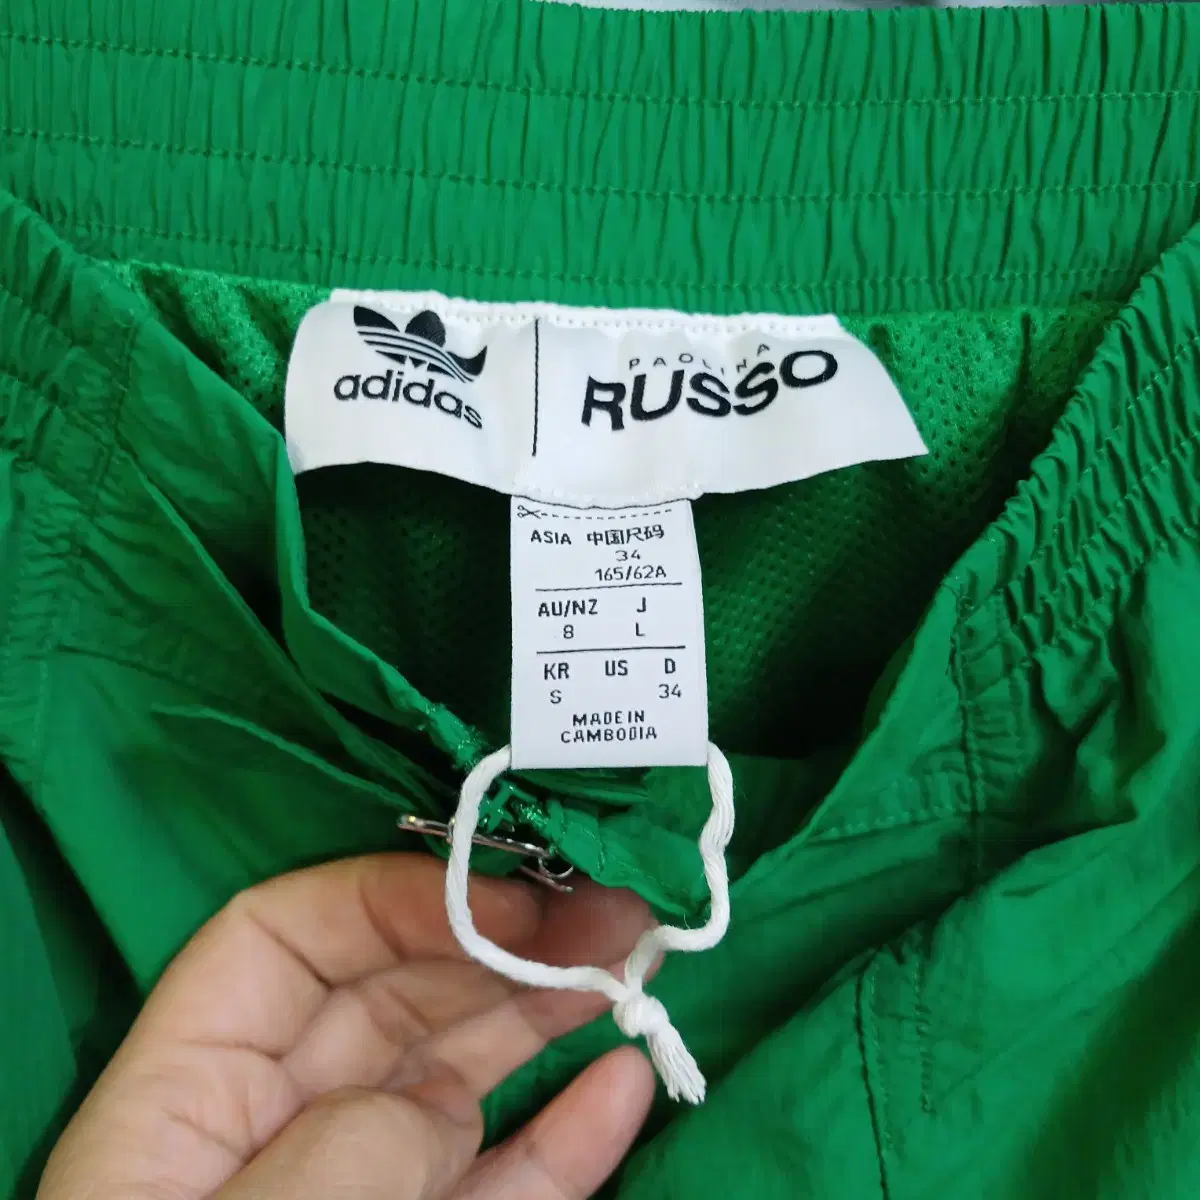 adidas
PAOLINA
RUSSO
ASIA 中国尺码
34
165/62A
AU/NZ J
8 L
KR US D
S 34
MADE IN
CAMBODIA